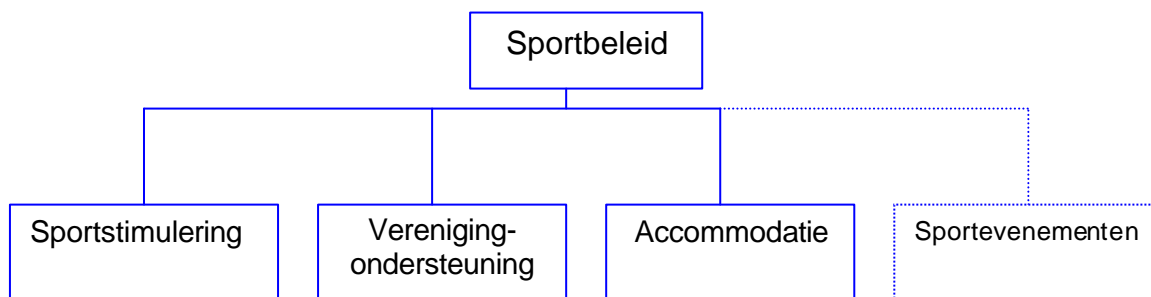 Sportbeleid
Sportstimulering
Vereniging-
ondersteuning
Accommodatie
Sportevenementen